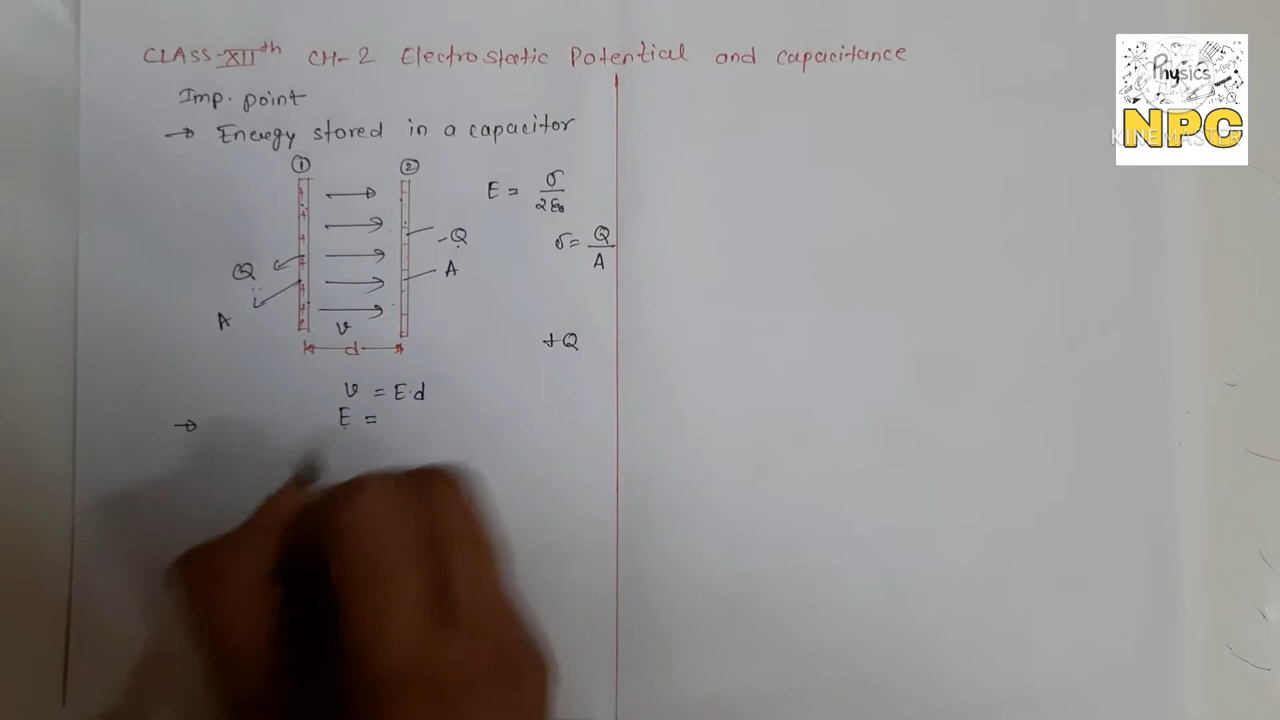 CLASS-XIIth CH-2 Electrostatic Potential and capacitance
Imp. point
→ Energy stored in a capacitor
① ②
E = σ/2ε₀
-Q
σ = Q/A
Q
A
A
v
d
+Q
v = E.d
→ E =
Physics
NPC
KINEMASTER